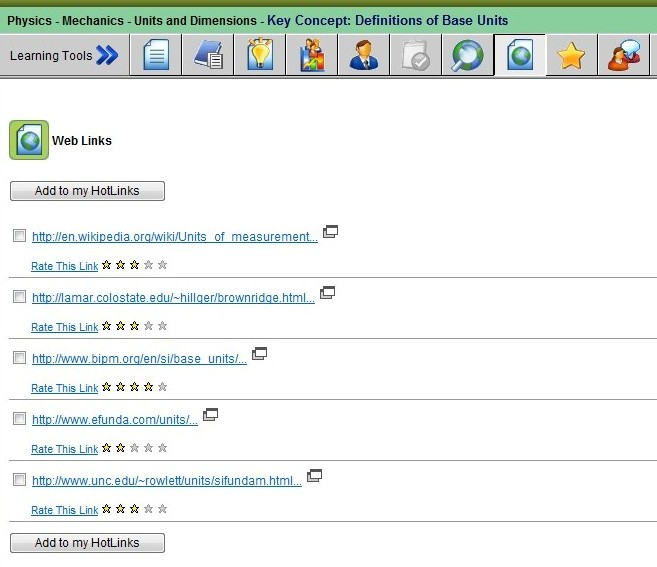 Physics - Mechanics - Units and Dimensions - Key Concept: Definitions of Base Units
Learning Tools
Web Links
Add to my HotLinks
http://en.wikipedia.org/wiki/Units_of_measurement...
Rate This Link
http://lamar.colostate.edu/~hillger/brownridge.html...
Rate This Link
http://www.bipm.org/en/si/base_units/...
Rate This Link
http://www.efunda.com/units/...
Rate This Link
http://www.unc.edu/~rowlett/units/sifundam.html...
Rate This Link
Add to my HotLinks